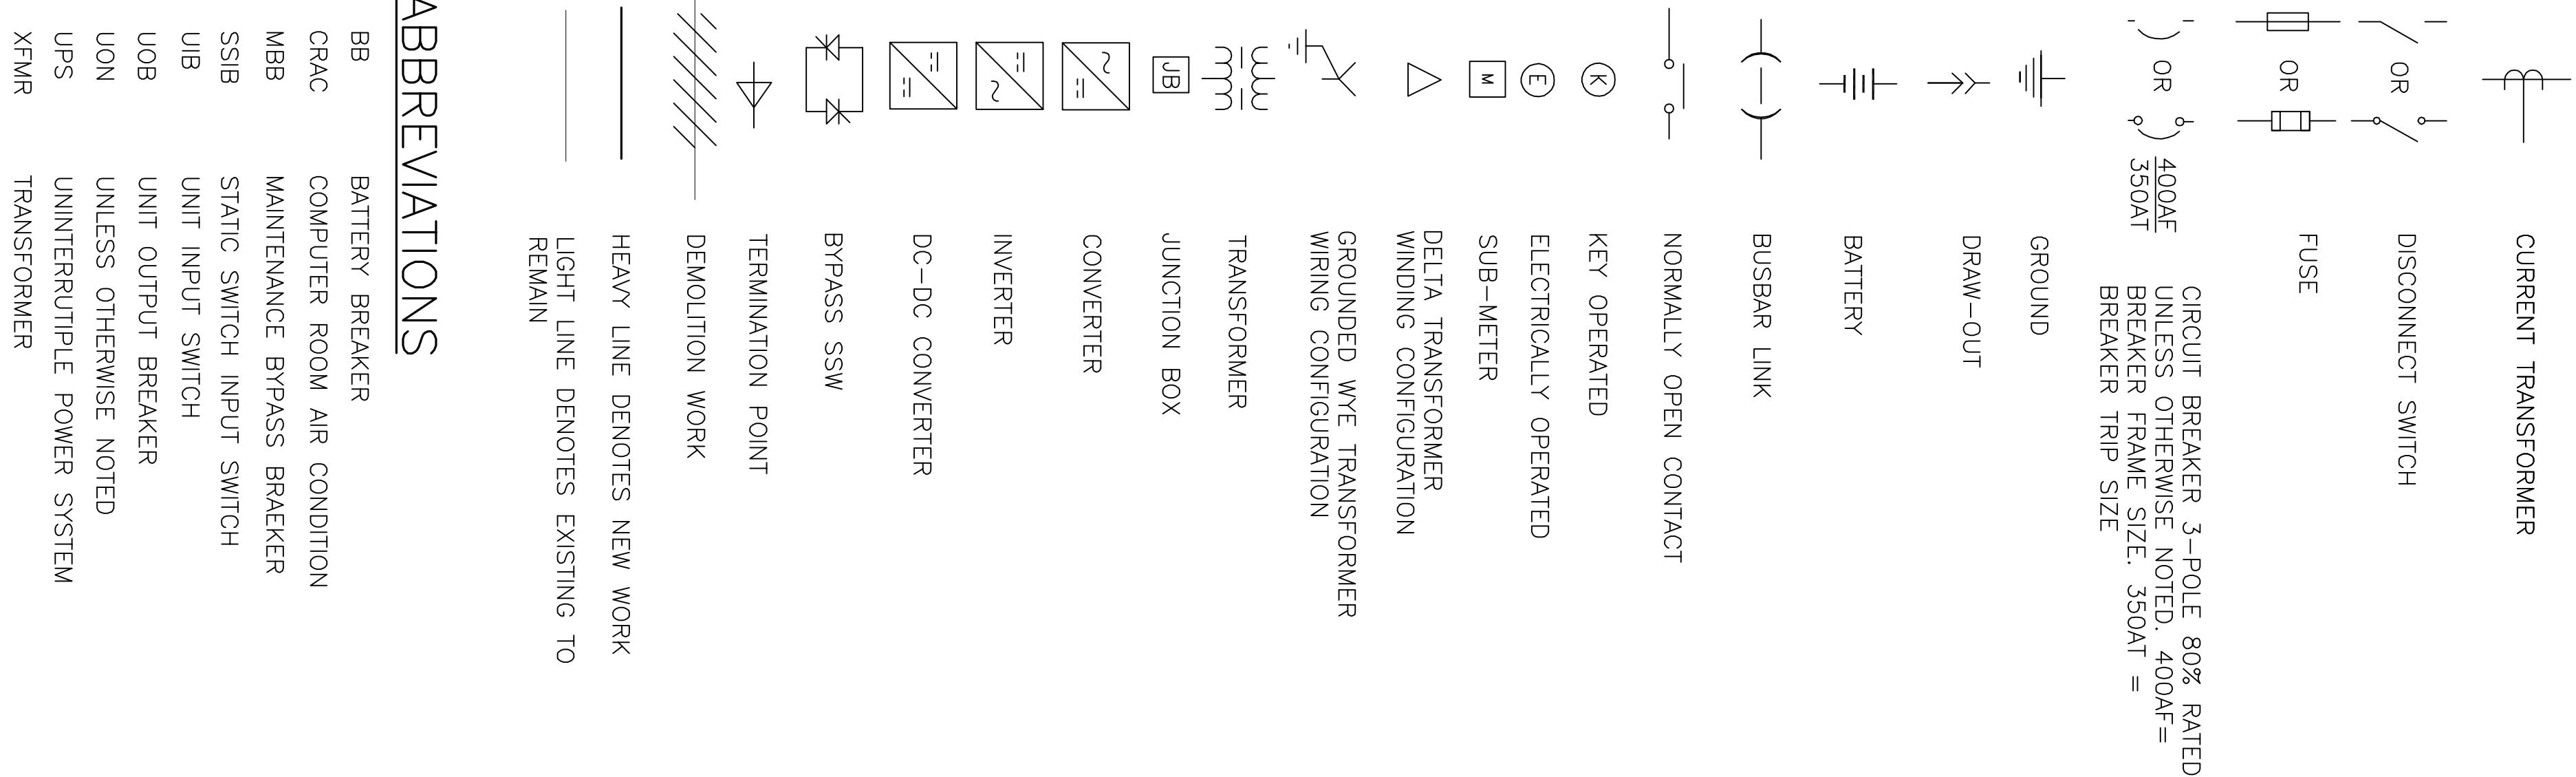 CURRENT TRANSFORMER
OR DISCONNECT SWITCH
OR FUSE
OR 400AF
350AT
CIRCUIT BREAKER 3-POLE 80% RATED
UNLESS OTHERWISE NOTED. 400AF=
BREAKER FRAME SIZE. 350AT =
BREAKER TRIP SIZE
GROUND
DRAW-OUT
BATTERY
BUSBAR LINK
NORMALLY OPEN CONTACT
K KEY OPERATED
E ELECTRICALLY OPERATED
M SUB-METER
DELTA TRANSFORMER
WINDING CONFIGURATION
GROUNDED WYE TRANSFORMER
WIRING CONFIGURATION
TRANSFORMER
JB JUNCTION BOX
CONVERTER
INVERTER
DC-DC CONVERTER
BYPASS SSW
TERMINATION POINT
DEMOLITION WORK
HEAVY LINE DENOTES NEW WORK
LIGHT LINE DENOTES EXISTING TO
REMAIN
ABBREVIATIONS
BB BATTERY BREAKER
CRAC COMPUTER ROOM AIR CONDITION
MBB MAINTENANCE BYPASS BRAEKER
SSIB STATIC SWITCH INPUT SWITCH
UIB UNIT INPUT SWITCH
UOB UNIT OUTPUT BREAKER
UON UNLESS OTHERWISE NOTED
UPS UNINTERRUTIPLE POWER SYSTEM
XFMR TRANSFORMER